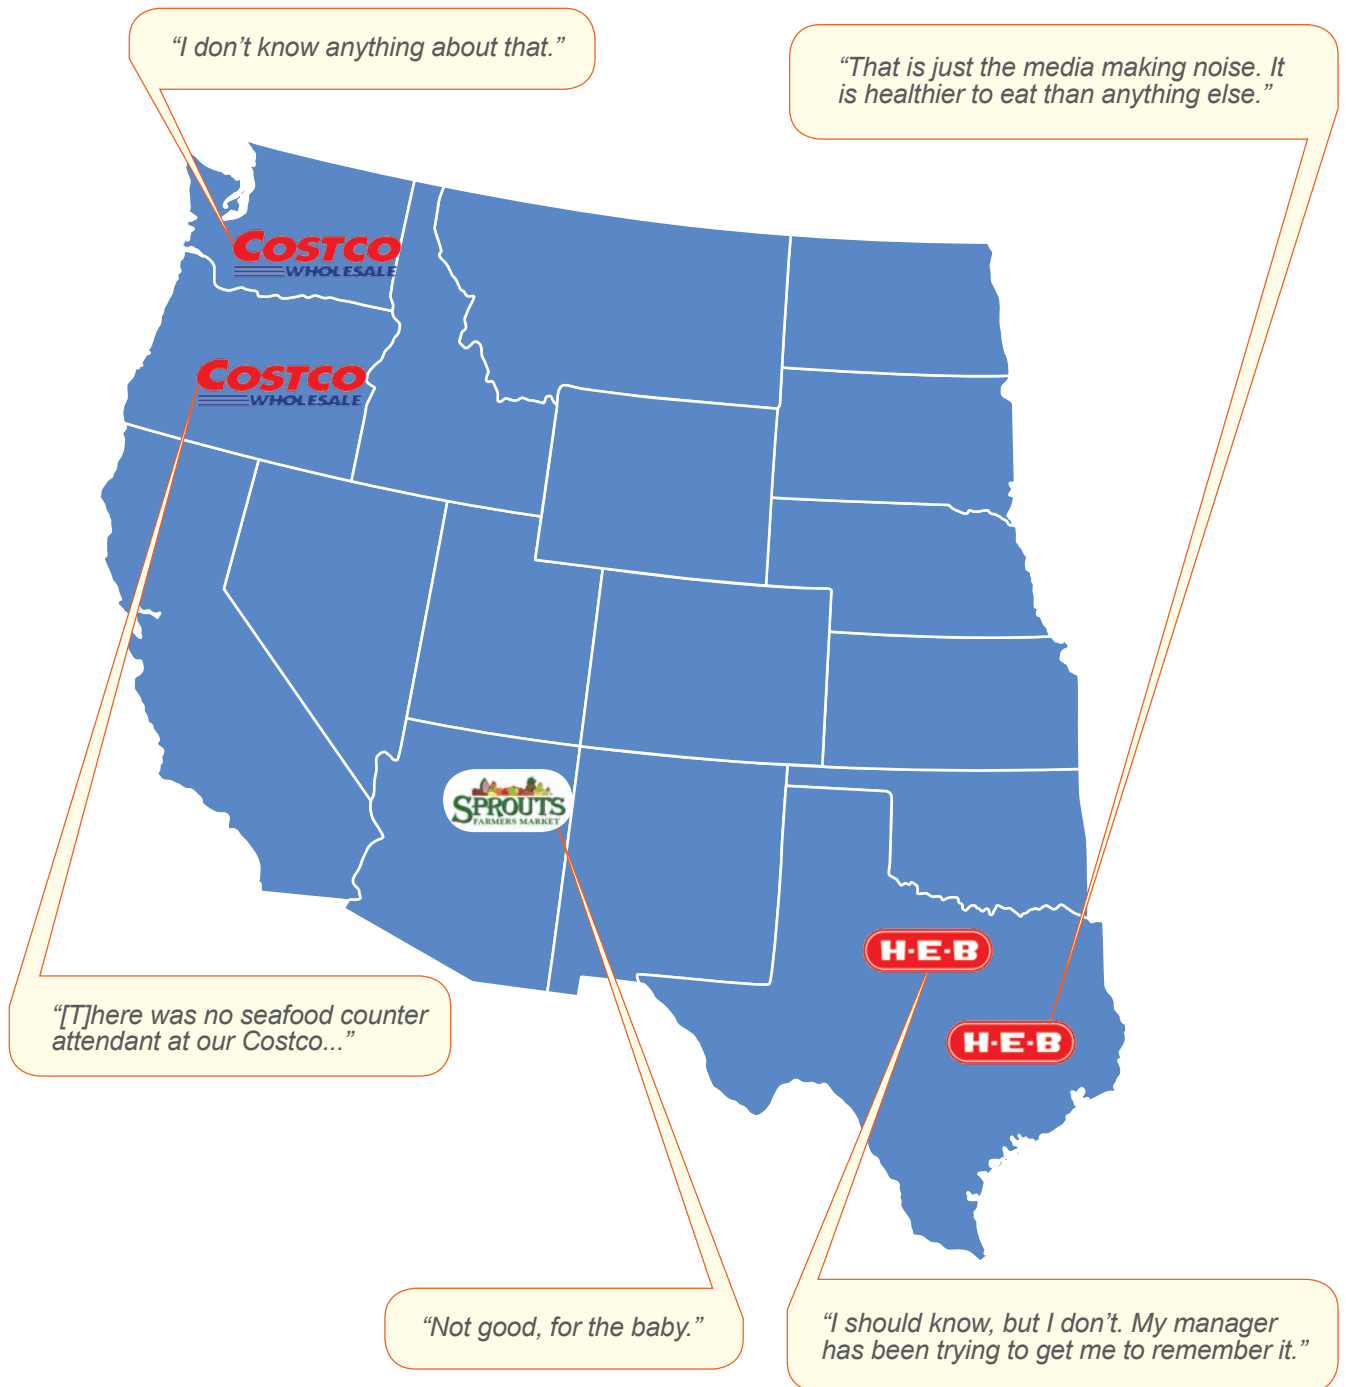 “I don’t know anything about that.”
“That is just the media making noise. It
is healthier to eat than anything else.”
COSTCO
WHOLESALE
COSTCO
WHOLESALE
SPROUTS
FARMERS MARKET
H-E-B
H-E-B
“[T]here was no seafood counter
attendant at our Costco...”
“Not good, for the baby.”
“I should know, but I don’t. My manager
has been trying to get me to remember it.”